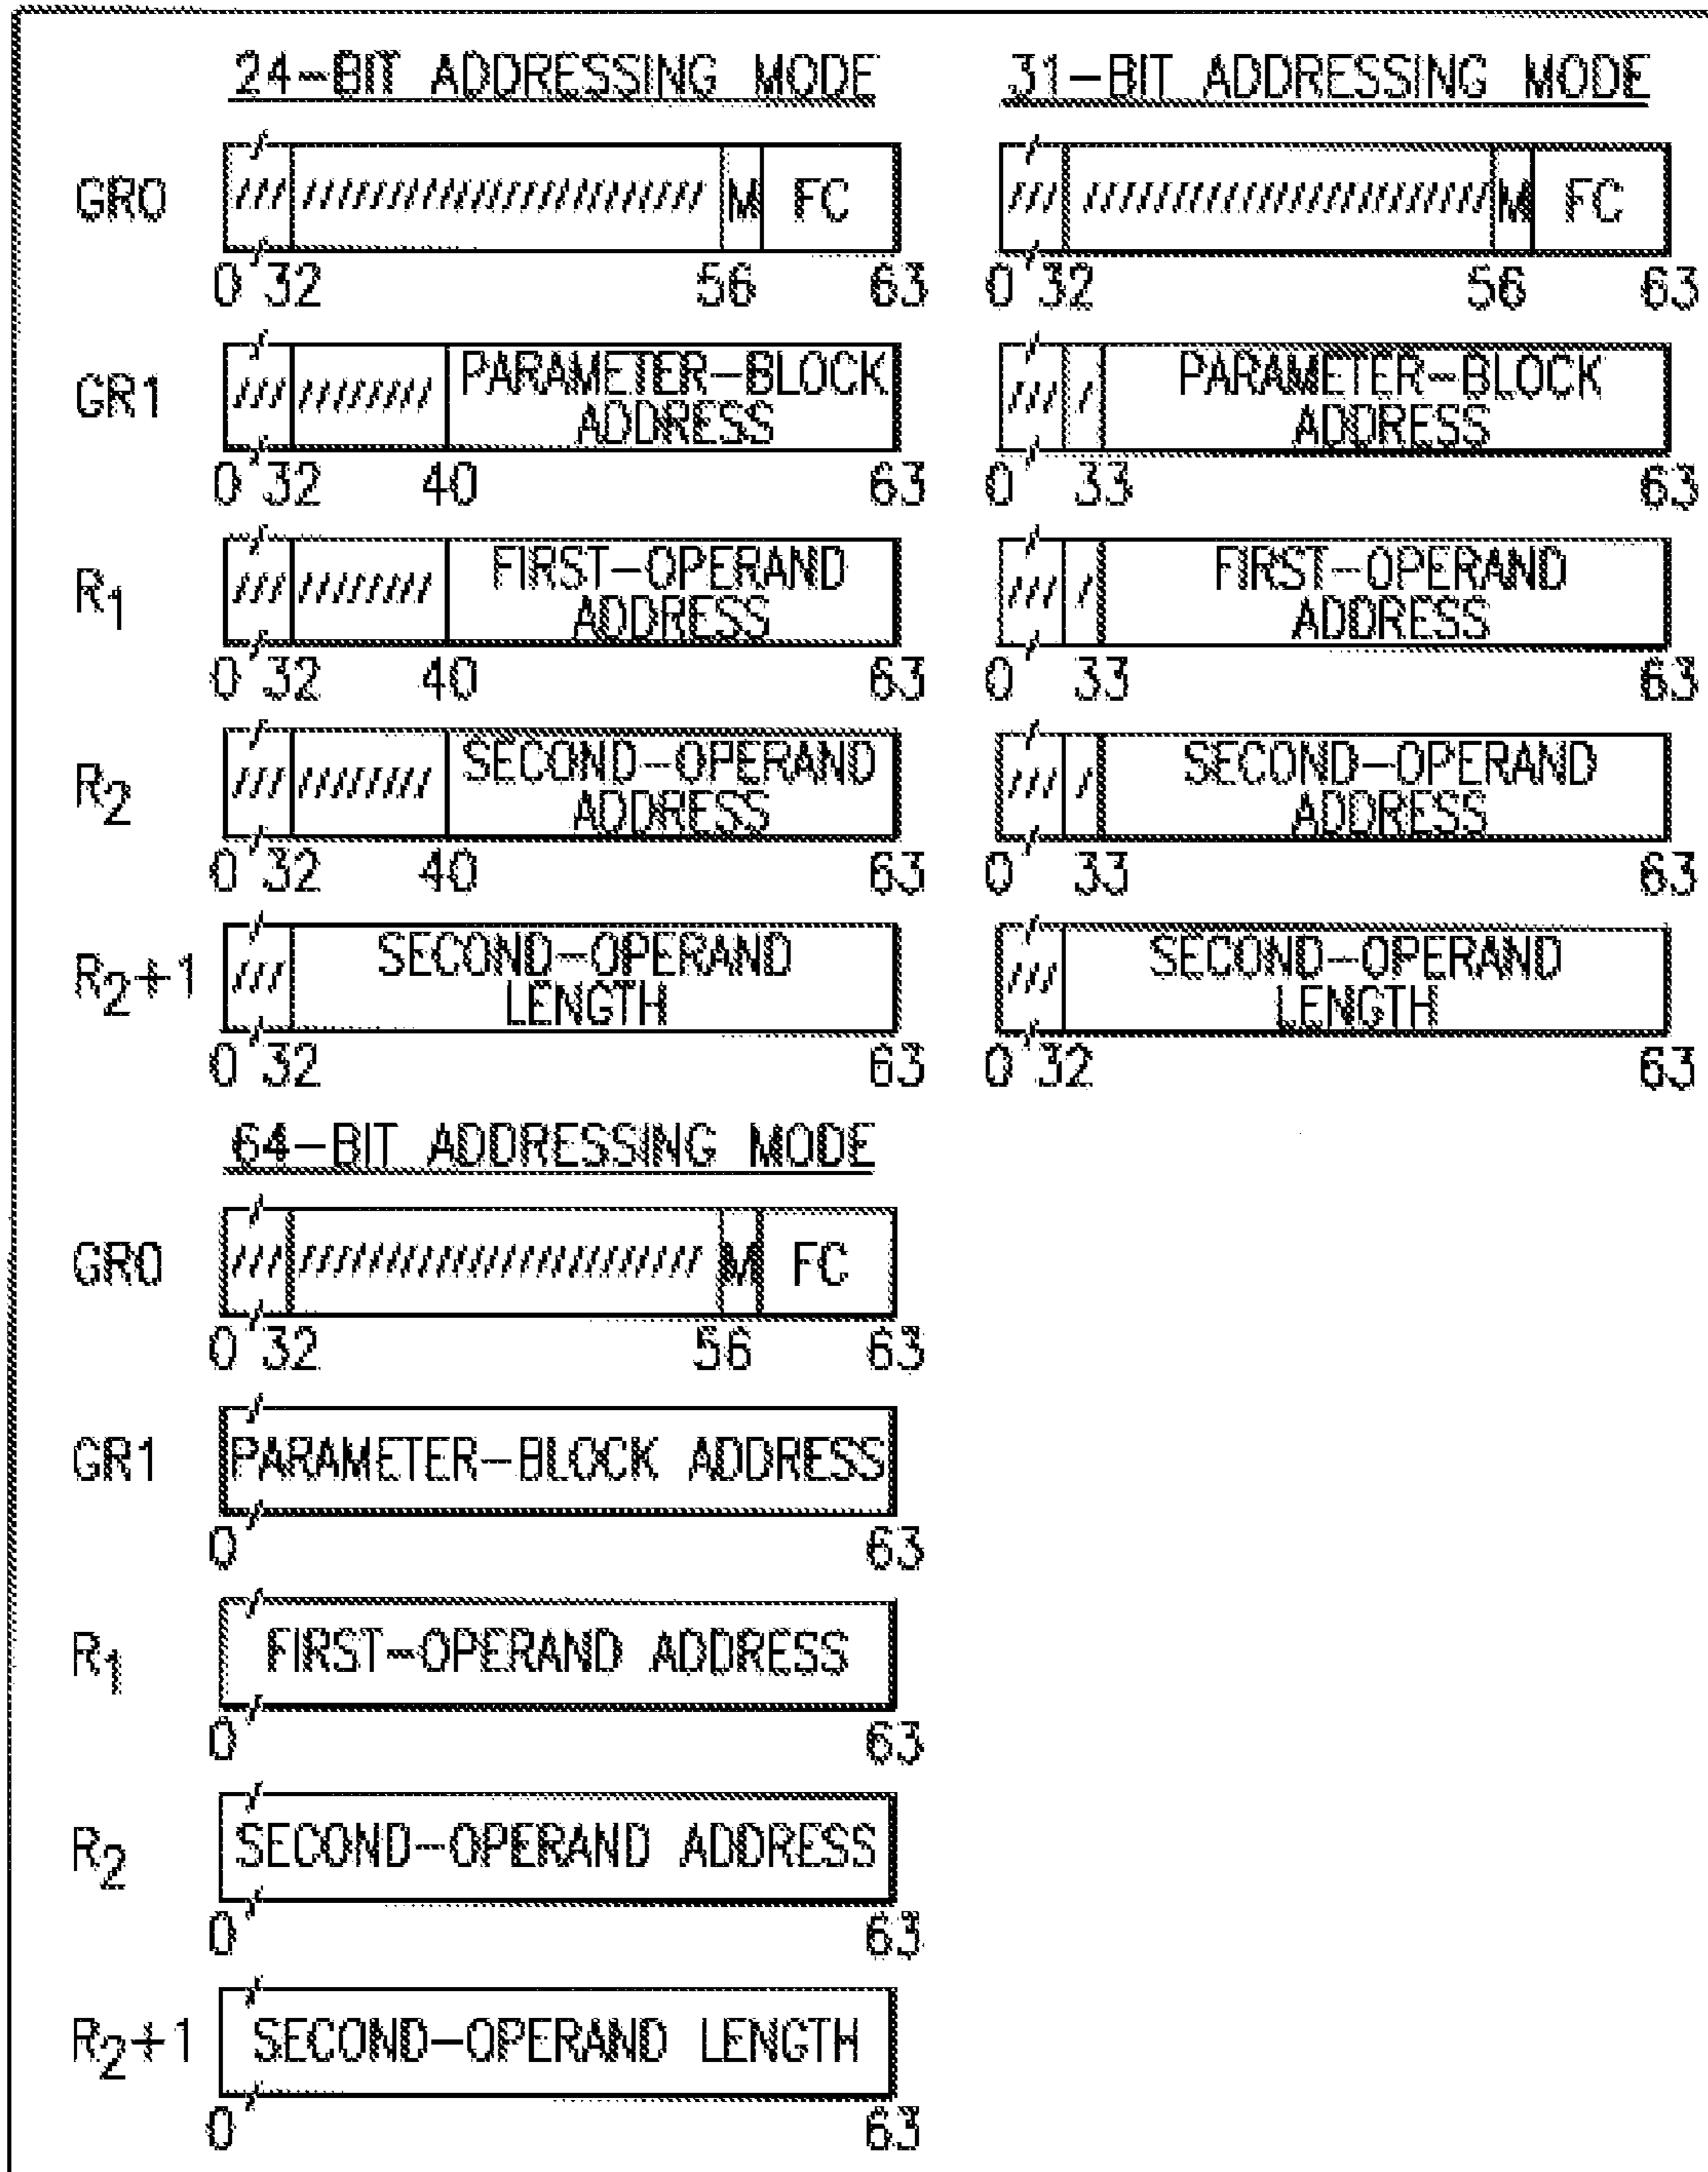 24-BIT ADDRESSING MODE 31-BIT ADDRESSING MODE
GR0 /// /////////////////////// M FC /// /////////////////////// M FC
0 32 56 63 0 32 56 63
GR1 /// //////// PARAMETER-BLOCK ADDRESS /// / PARAMETER-BLOCK ADDRESS
0 32 40 63 0 33 63
R1 /// //////// FIRST-OPERAND ADDRESS /// / FIRST-OPERAND ADDRESS
0 32 40 63 0 33 63
R2 /// //////// SECOND-OPERAND ADDRESS /// / SECOND-OPERAND ADDRESS
0 32 40 63 0 33 63
R2+1 /// SECOND-OPERAND LENGTH /// SECOND-OPERAND LENGTH
0 32 63 0 32 63
64-BIT ADDRESSING MODE
GR0 /// /////////////////////// M FC
0 32 56 63
GR1 PARAMETER-BLOCK ADDRESS
0 63
R1 FIRST-OPERAND ADDRESS
0 63
R2 SECOND-OPERAND ADDRESS
0 63
R2+1 SECOND-OPERAND LENGTH
0 63